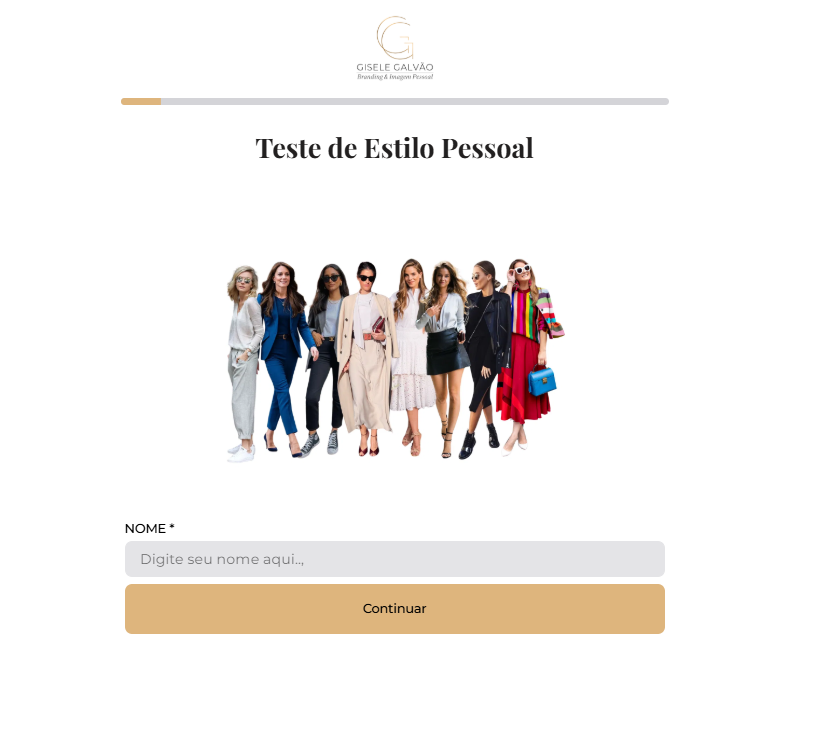 G
GISELE GALVÃO
Branding & Imagem Pessoal
Teste de Estilo Pessoal
NOME *
Digite seu nome aqui..,
Continuar